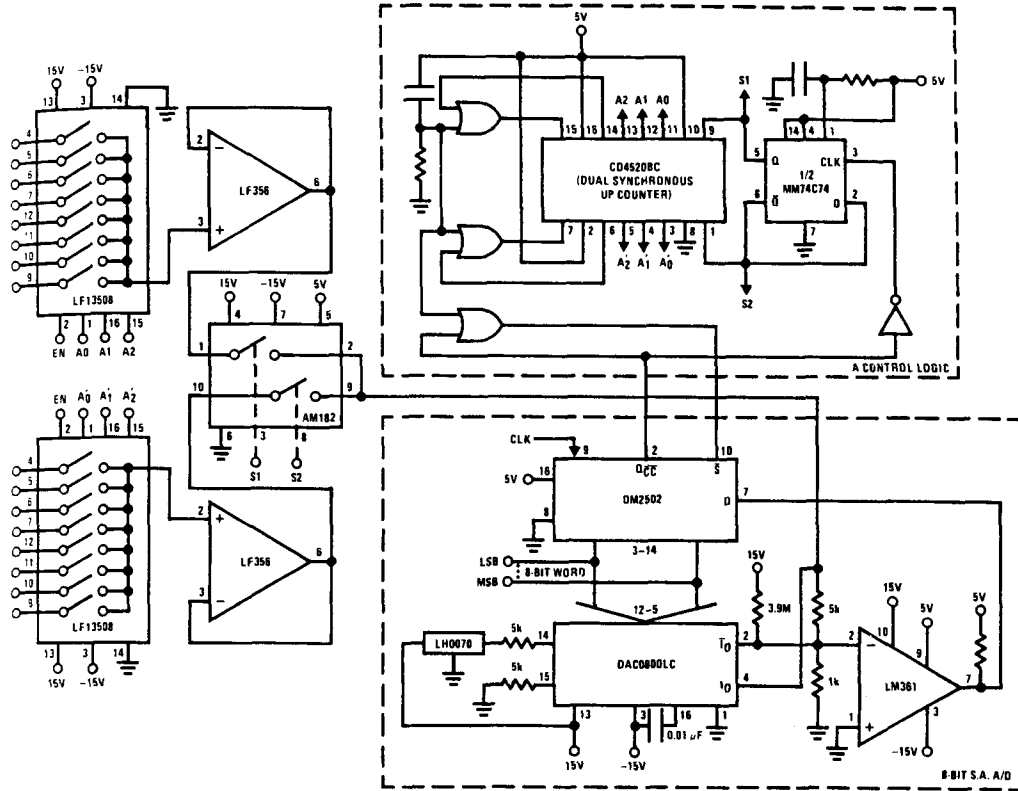 15V
-15V
13
3
14
4
5
6
7
12
11
10
9
LF13508
2
1
16
15
EN
A0
A1
A2
2
−
LF356
6
3
+
15V
-15V
5V
4
7
5
1
2
10
9
AM182
6
3
8
S1
S2
EN
A'0
A'1
A'2
2
1
16
15
4
5
6
7
12
11
10
9
LF13508
13
3
14
15V
-15V
2
+
LF356
6
3
−
5V
A2
A1
A0
15
16
14
13
12
11
10
9
CD4520BC
(DUAL SYNCHRONOUS
UP COUNTER)
7
2
6
5
4
3
8
1
A'2
A'1
A'0
S1
5V
14
4
1
5
Q
CLK
3
1/2
MM74C74
6
Q̅
D
2
7
S2
A CONTROL LOGIC
CLK
9
2
10
QC̅C̅
S̅
5V
16
DM2502
D
7
8
3-14
LSB
MSB
8-BIT WORD
12-5
LH0070
5k
14
5k
15
DAC0800LC
I̅O
2
IO
4
13
3
16
1
0.01 µF
15V
-15V
15V
3.9M
5k
1k
2
−
10
15V
5V
9
LM361
7
5V
1
+
3
-15V
8-BIT S.A. A/D